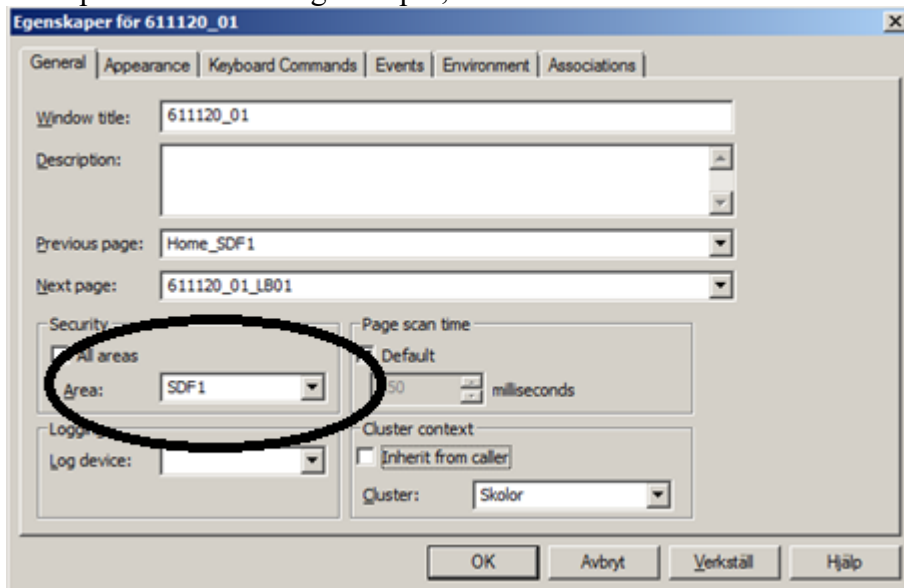 Egenskaper för 611120_01
General Appearance Keyboard Commands Events Environment Associations
Window title: 611120_01
Description:
Previous page: Home_SDF1
Next page: 611120_01_LB01
Security Page scan time
All areas Default
Area: SDF1 milliseconds
Cluster context
Log device: Inherit from caller
Cluster: Skolor
OK Avbryt Verkställ Hjälp